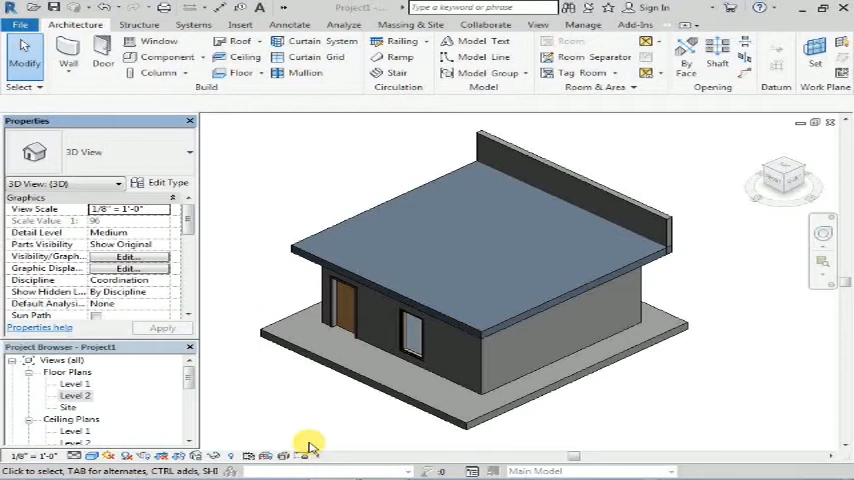 Project1 -
Type a keyword or phrase
Sign In
File Architecture Structure Systems Insert Annotate Analyze Massing & Site Collaborate View Manage Add-Ins
Modify
Wall
Door
Window
Component
Column
Roof
Ceiling
Floor
Curtain System
Curtain Grid
Mullion
Railing
Ramp
Stair
Model Text
Model Line
Model Group
Room
Room Separator
Tag Room
By Face
Shaft
Set
Select
Build
Circulation
Model
Room & Area
Opening
Datum
Work Plane
Properties
3D View
3D View: {3D}
Edit Type
Graphics
View Scale 1/8" = 1'-0"
Scale Value 1: 96
Detail Level Medium
Parts Visibility Show Original
Visibility/Graph... Edit...
Graphic Displa... Edit...
Discipline Coordination
Show Hidden L... By Discipline
Default Analysi... None
Sun Path
Properties help
Apply
Project Browser - Project1
Views (all)
Floor Plans
Level 1
Level 2
Site
Ceiling Plans
Level 1
Level 2
1/8" = 1'-0"
Click to select, TAB for alternates, CTRL adds, SHI
:0
Main Model